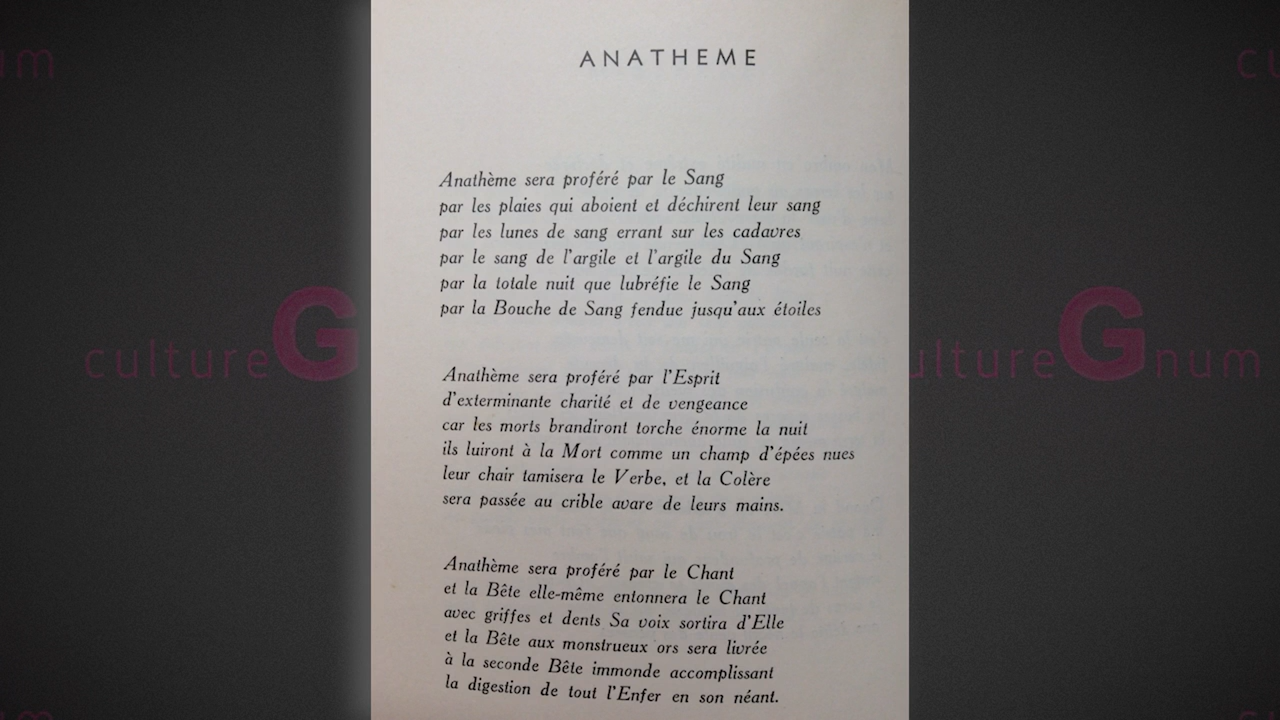 ANATHEME
Anathème sera proféré par le Sang
par les plaies qui aboient et déchirent leur sang
par les lunes de sang errant sur les cadavres
par le sang de l'argile et l'argile du Sang
par la totale nuit que lubréfie le Sang
par la Bouche de Sang fendue jusqu'aux étoiles
Anathème sera proféré par l'Esprit
d'exterminante charité et de vengeance
car les morts brandiront torche énorme la nuit
ils luiront à la Mort comme un champ d'épées nues
leur chair tamisera le Verbe, et la Colère
sera passée au crible avare de leurs mains.
Anathème sera proféré par le Chant
et la Bête elle-même entonnera le Chant
avec griffes et dents Sa voix sortira d'Elle
et la Bête aux monstrueux ors sera livrée
à la seconde Bête immonde accomplissant
la digestion de tout l'Enfer en son néant.
um
cu
cultureG
ultureGnum
num
cu